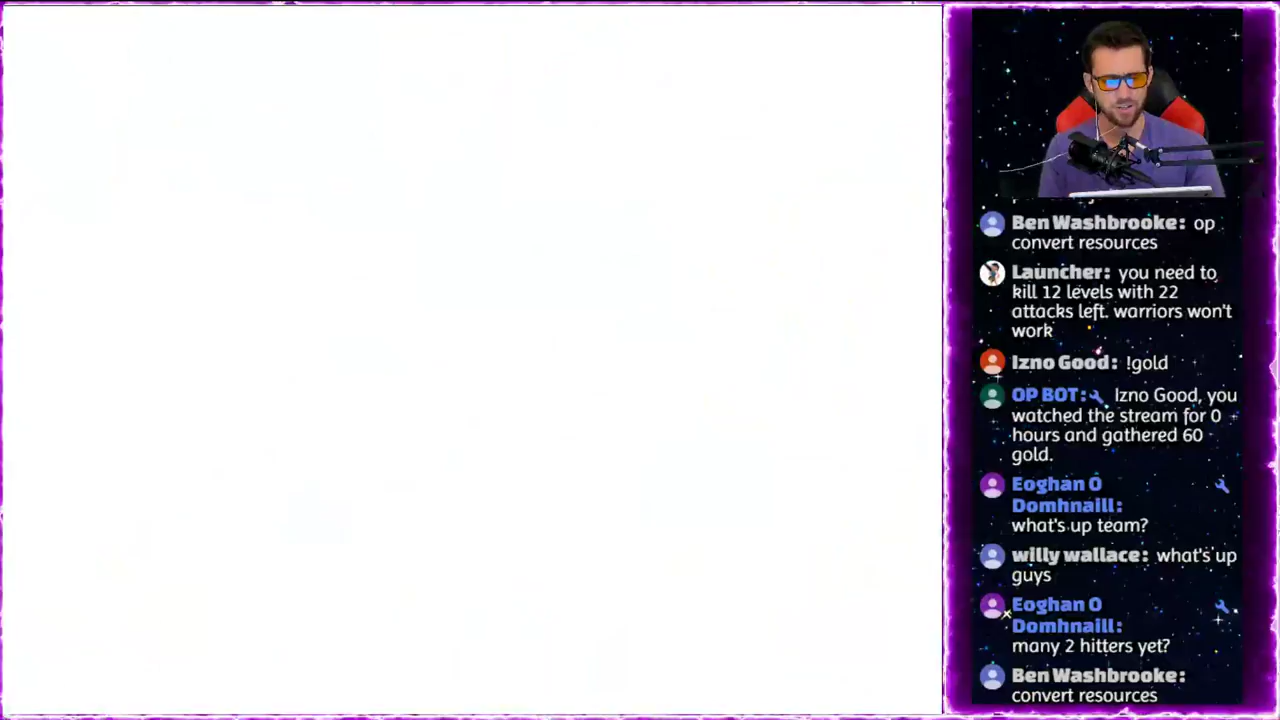 Ben Washbrooke: op
convert resources
Launcher: you need to
kill 12 levels with 22
attacks left. warriors won't
work
Izno Good: !gold
OP BOT: Izno Good, you
watched the stream for 0
hours and gathered 60
gold.
Eoghan O
Domhnaill:
what's up team?
willy wallace: what's up
guys
Eoghan O
Domhnaill:
many 2 hitters yet?
Ben Washbrooke:
convert resources